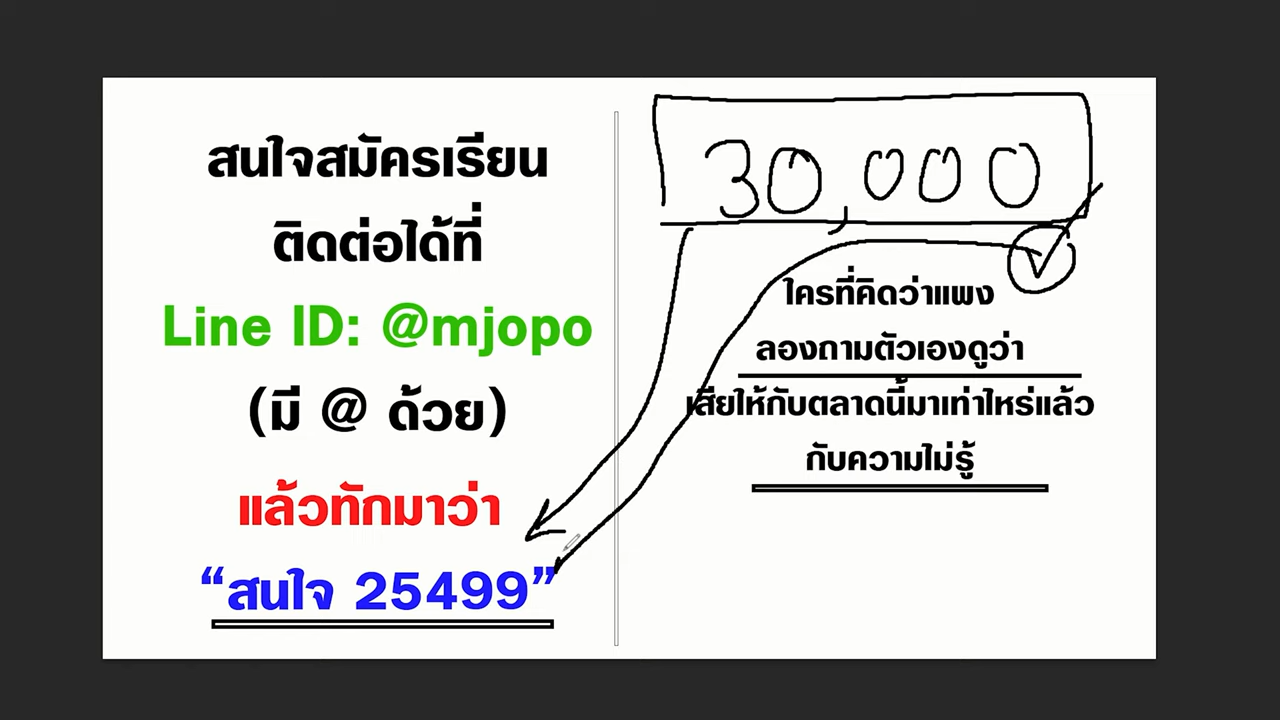 สนใจสมัครเรียน
ติดต่อได้ที่
Line ID: @mjopo
(มี @ ด้วย)
แล้วทักมาว่า
“สนใจ 25499”
30,000
ใครที่คิดว่าแพง
ลองถามตัวเองดูว่า
เสียให้กับตลาดนี้มาเท่าไหร่แล้ว
กับความไม่รู้